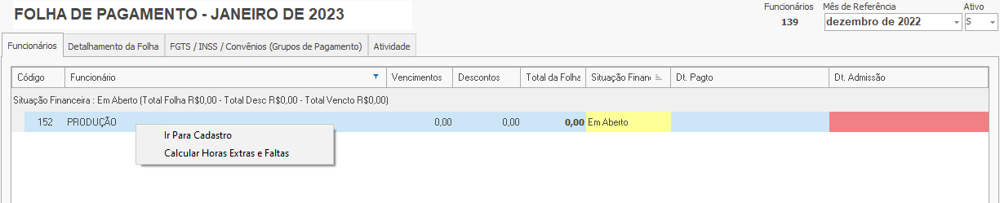 FOLHA DE PAGAMENTO - JANEIRO DE 2023
Funcionários Mês de Referência Ativo
139 dezembro de 2022 S
Funcionários Detalhamento da Folha FGTS / INSS / Convênios (Grupos de Pagamento) Atividade
Código Funcionário Vencimentos Descontos Total da Folha Situação Finan Dt. Pagto Dt. Admissão
Situação Financeira : Em Aberto (Total Folha R$0,00 - Total Desc R$0,00 - Total Vencto R$0,00)
152 PRODUÇÃO 0,00 0,00 0,00 Em Aberto
Ir Para Cadastro
Calcular Horas Extras e Faltas